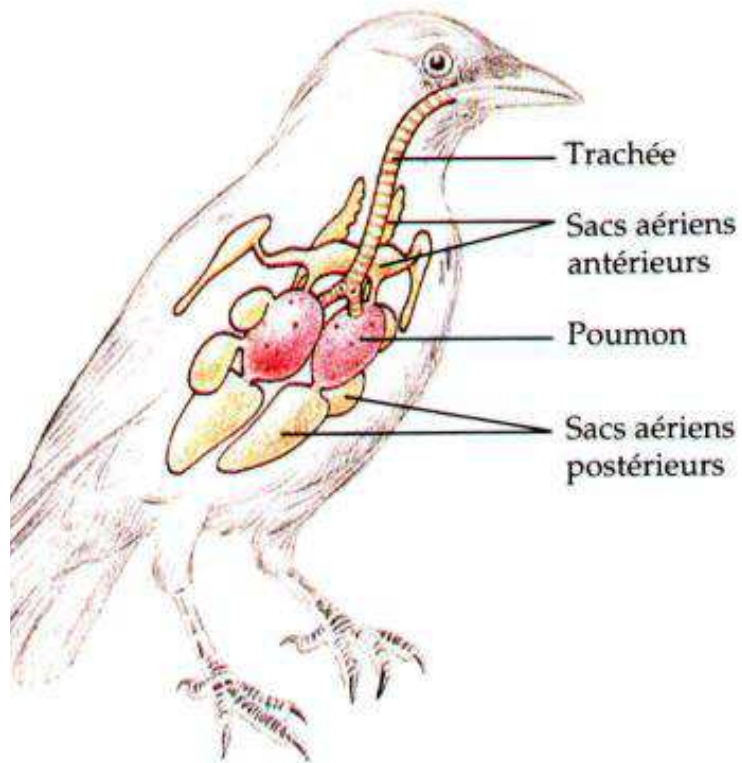 Trachée
Sacs aériens
antérieurs
Poumon
Sacs aériens
postérieurs